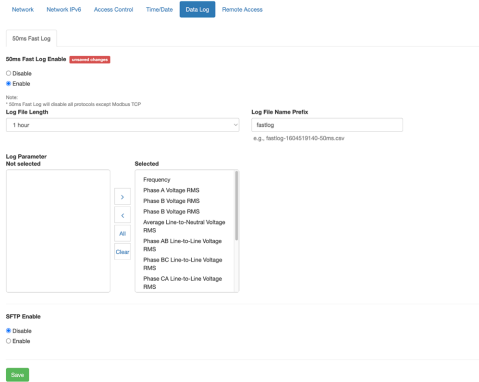 Network Network IPv6 Access Control Time/Date Data Log Remote Access
50ms Fast Log
50ms Fast Log Enable unsaved changes
Disable
Enable
Note:
* 50ms Fast Log will disable all protocols except Modbus TCP
Log File Length
1 hour
Log File Name Prefix
fastlog
e.g., fastlog-1604519140-50ms.csv
Log Parameter
Not selected
>
<
All
Clear
Selected
Frequency
Phase A Voltage RMS
Phase B Voltage RMS
Phase B Voltage RMS
Average Line-to-Neutral Voltage
RMS
Phase AB Line-to-Line Voltage
RMS
Phase BC Line-to-Line Voltage
RMS
Phase CA Line-to-Line Voltage
RMS
SFTP Enable
Disable
Enable
Save